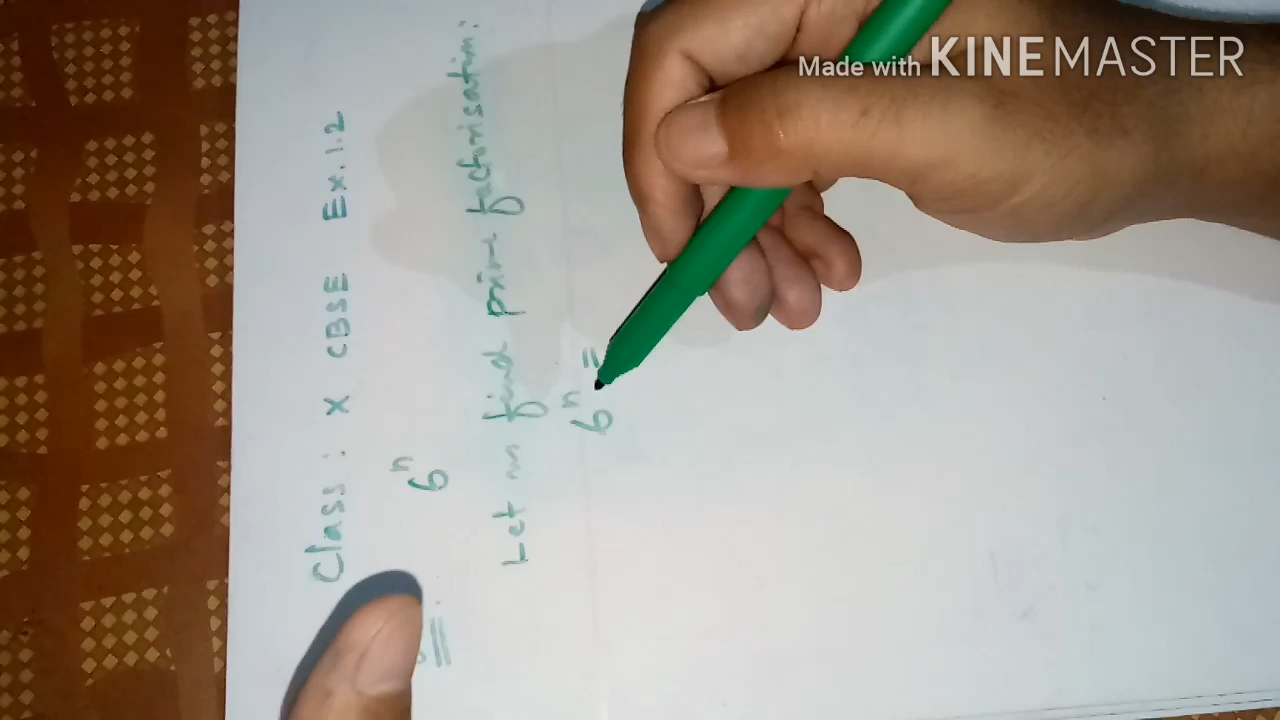 Made with KINEMASTER
Class : X CBSE Ex.1.2
6ⁿ
Let us find prime factorisation:
6ⁿ =